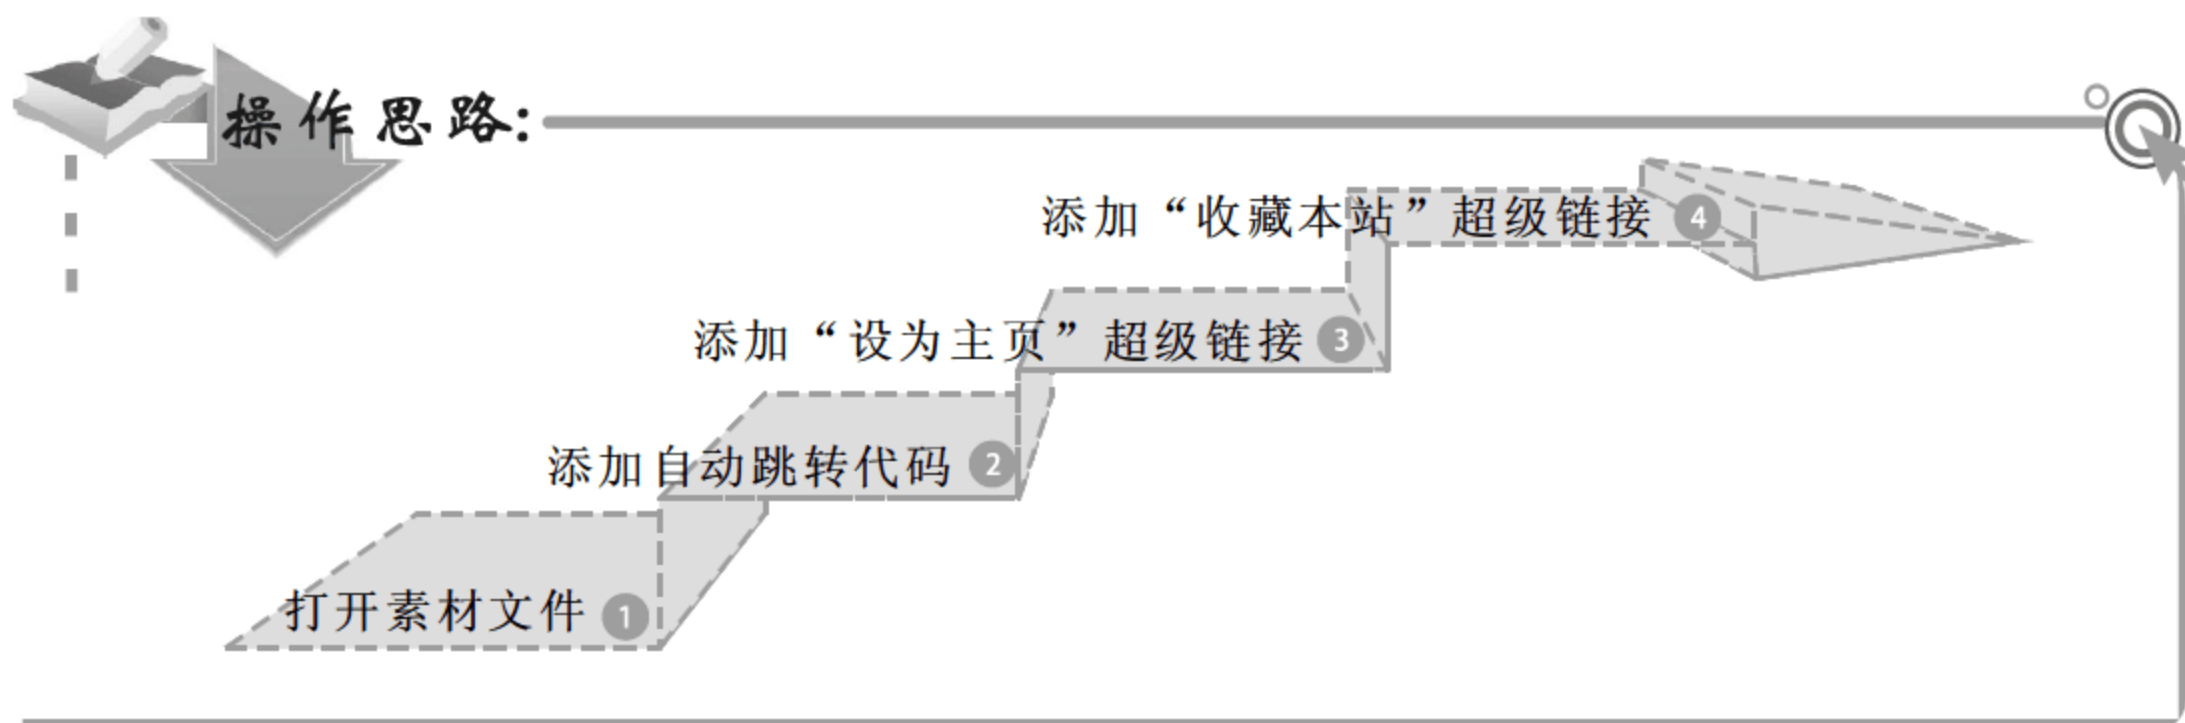 操作思路:
添加“收藏本站”超级链接 4
添加“设为主页”超级链接 3
添加自动跳转代码 2
打开素材文件 1